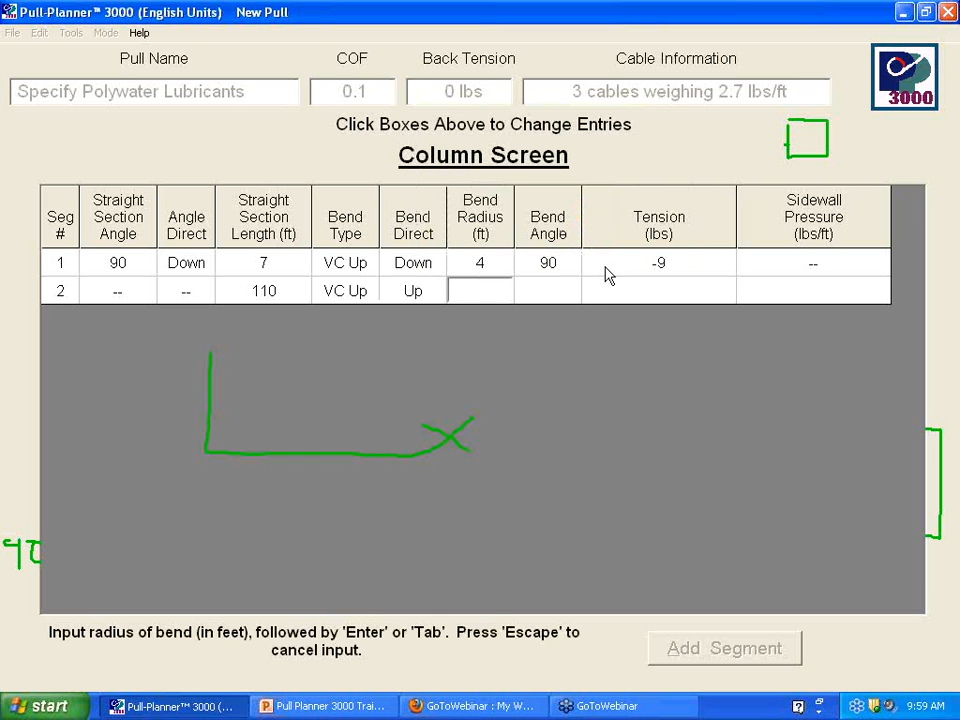 Pull-Planner™ 3000 (English Units)   New Pull
File Edit Tools Mode Help
Pull Name COF Back Tension Cable Information
Specify Polywater Lubricants 0.1 0 lbs 3 cables weighing 2.7 lbs/ft
3000
Click Boxes Above to Change Entries
Column Screen
Straight Straight Bend Sidewall
Seg Section Angle Section Bend Bend Radius Bend Tension Pressure
# Angle Direct Length (ft) Type Direct (ft) Angle (lbs) (lbs/ft)
1 90 Down 7 VC Up Down 4 90 -9 --
2 -- -- 110 VC Up Up
40
Input radius of bend (in feet), followed by 'Enter' or 'Tab'. Press 'Escape' to
cancel input.
Add Segment
start Pull-Planner™ 3000 (... Pull Planner 3000 Trai... GoToWebinar : My W... GoToWebinar 9:59 AM